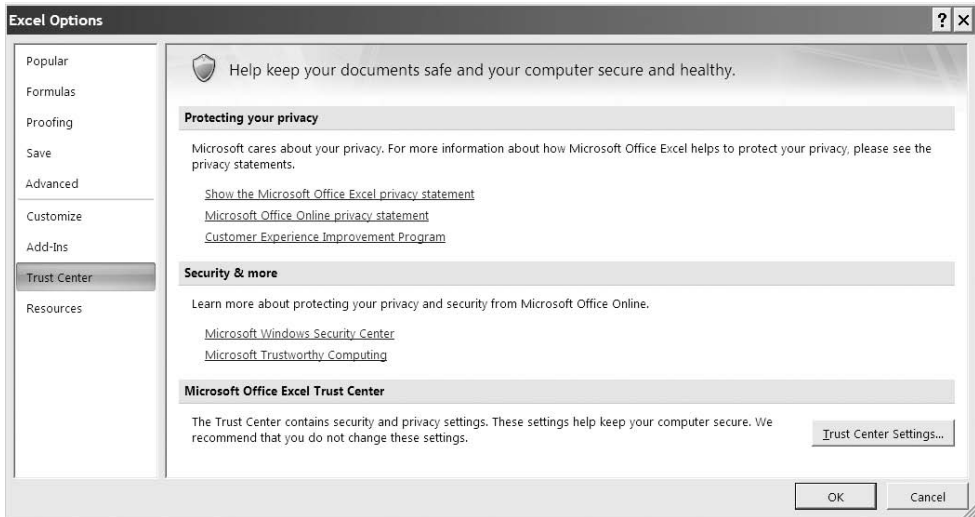 Excel Options
? X
Popular
Formulas
Proofing
Save
Advanced
Customize
Add-Ins
Trust Center
Resources
Help keep your documents safe and your computer secure and healthy.
Protecting your privacy
Microsoft cares about your privacy. For more information about how Microsoft Office Excel helps to protect your privacy, please see the
privacy statements.
Show the Microsoft Office Excel privacy statement
Microsoft Office Online privacy statement
Customer Experience Improvement Program
Security & more
Learn more about protecting your privacy and security from Microsoft Office Online.
Microsoft Windows Security Center
Microsoft Trustworthy Computing
Microsoft Office Excel Trust Center
The Trust Center contains security and privacy settings. These settings help keep your computer secure. We
recommend that you do not change these settings.
Trust Center Settings...
OK
Cancel